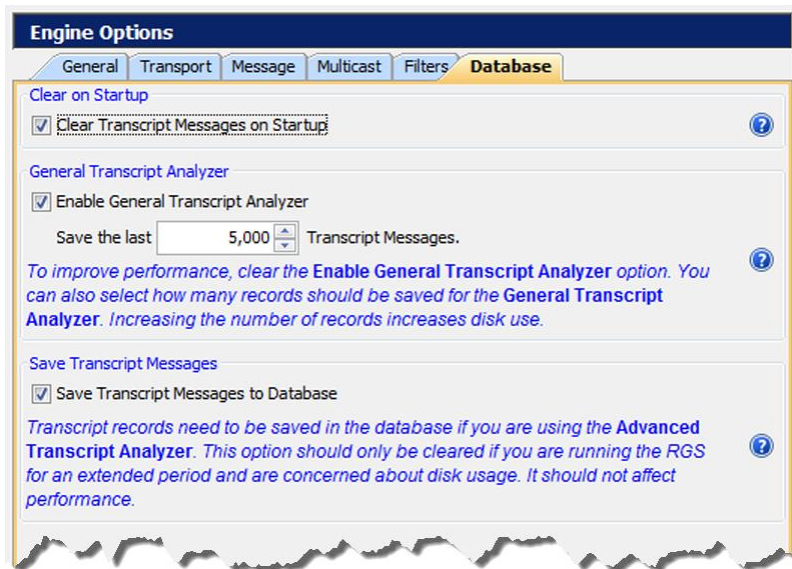 Engine Options
General Transport Message Multicast Filters Database
Clear on Startup
Clear Transcript Messages on Startup
?
General Transcript Analyzer
Enable General Transcript Analyzer
Save the last 5,000 Transcript Messages.
To improve performance, clear the Enable General Transcript Analyzer option. You
?
can also select how many records should be saved for the General Transcript
Analyzer. Increasing the number of records increases disk use.
Save Transcript Messages
Save Transcript Messages to Database
Transcript records need to be saved in the database if you are using the Advanced
Transcript Analyzer. This option should only be cleared if you are running the RGS
?
for an extended period and are concerned about disk usage. It should not affect
performance.